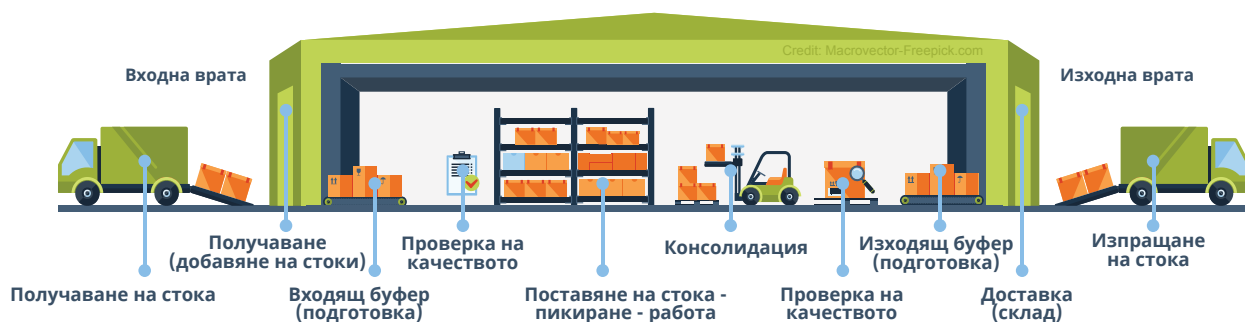 Credit: Macrovector-Freepick.com
Входна врата
Изходна врата
Получаване
(добавяне на стоки)
Проверка на
качеството
Консолидация
Изходящ буфер
(подготовка)
Изпращане
на стока
Получаване на стока
Входящ буфер
(подготовка)
Поставяне на стока -
пикиране - работа
Проверка на
качеството
Доставка
(склад)